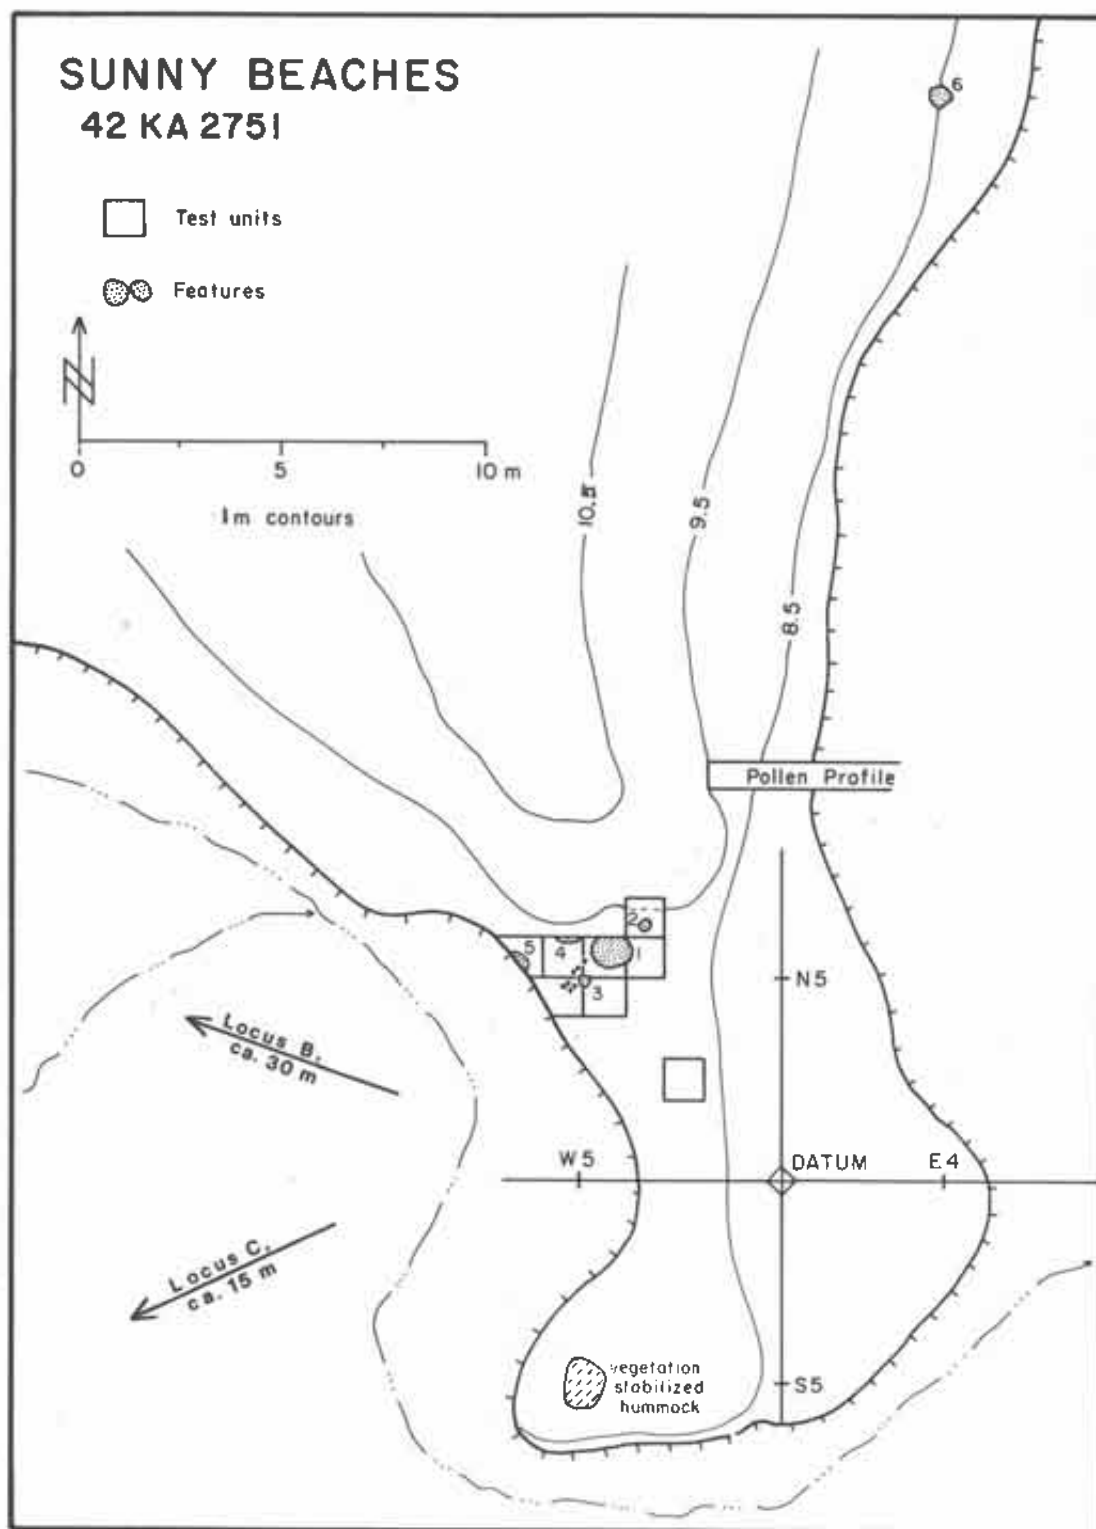 SUNNY BEACHES
42 KA 2751
Test units
Features
N
0 5 10 m
1m contours
10.5
9.5
8.5
6
Pollen Profile
2
5
4
1
3
N5
Locus B.
ca. 30 m
W5
DATUM
E4
Locus C.
ca. 15 m
vegetation
stabilized
hummock
S5